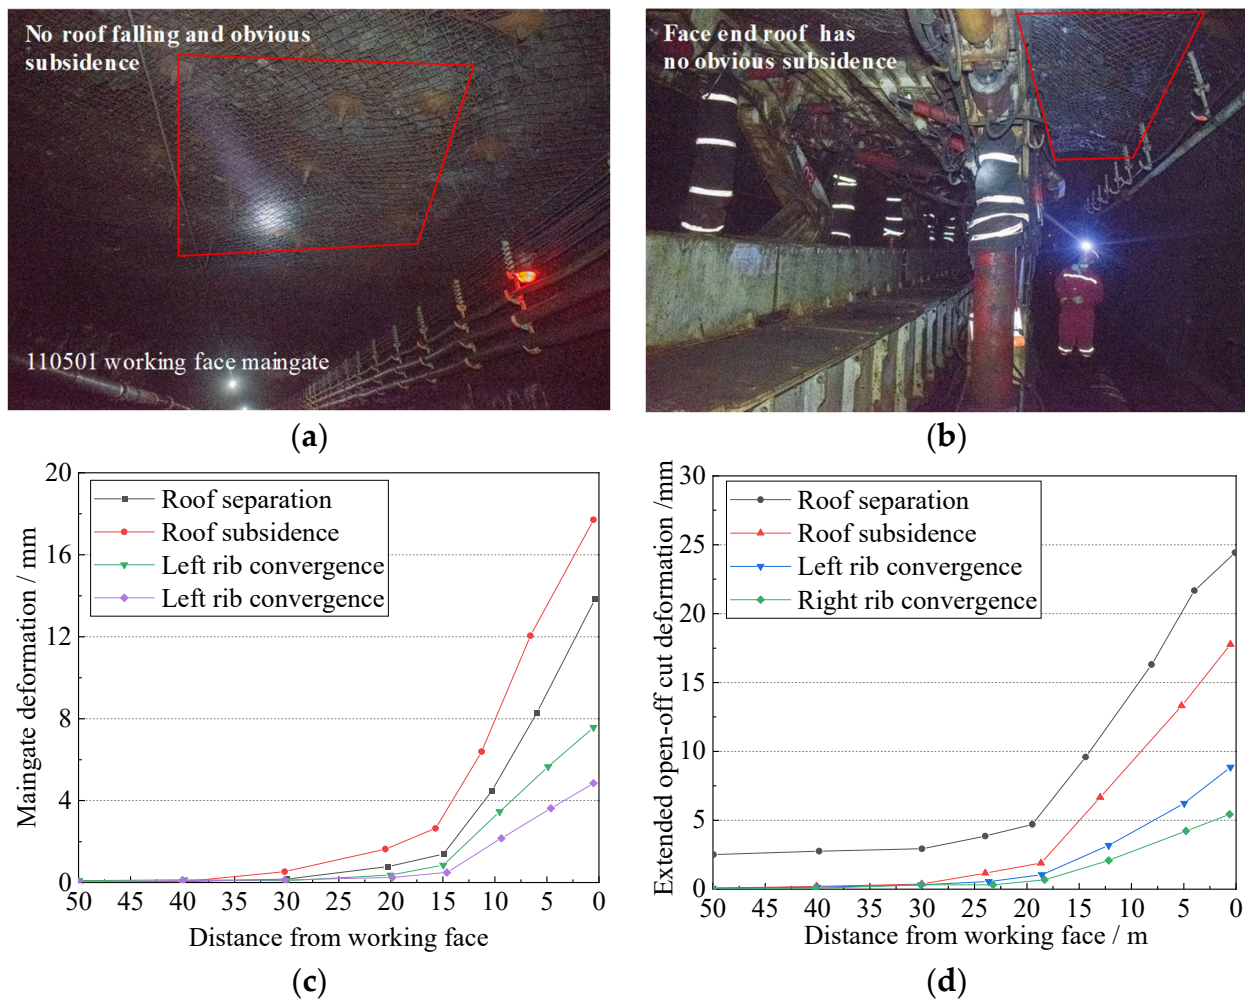 No roof falling and obvious
subsidence
110501 working face maingate
(a)
Face end roof has
no obvious subsidence
(b)
Maingate deformation / mm
20
16
12
8
4
0
Roof separation
Roof subsidence
Left rib convergence
Left rib convergence
50 45 40 35 30 25 20 15 10 5 0
Distance from working face
(c)
Extended open-off cut deformation /mm
30
25
20
15
10
5
0
Roof separation
Roof subsidence
Left rib convergence
Right rib convergence
50 45 40 35 30 25 20 15 10 5 0
Distance from working face / m
(d)